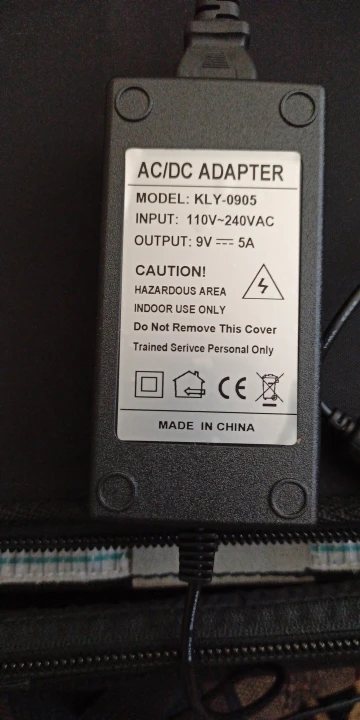 AC/DC ADAPTER
MODEL: KLY-0905
INPUT: 110V~240VAC
OUTPUT: 9V ⎓ 5A
CAUTION!
HAZARDOUS AREA
INDOOR USE ONLY
Do Not Remove This Cover
Trained Serivce Personal Only
CE
MADE IN CHINA